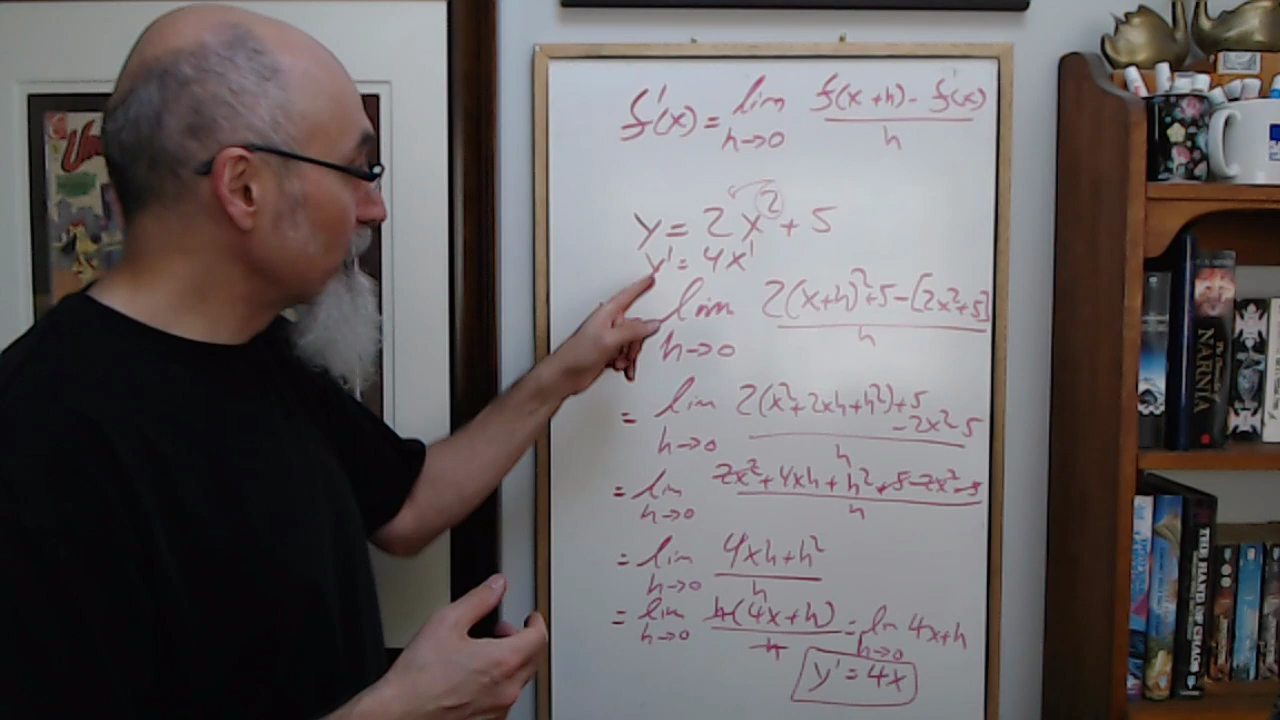 f'(x) = lim h→0 f(x+h) - f(x) / h
y = 2x² + 5
y' = 4x¹
lim h→0 2(x+h)²+5-[2x²+5] / h
= lim h→0 2(x²+2xh+h²)+5 -2x²-5 / h
= lim h→0 2x²+4xh+h²+5-2x²-5 / h
= lim h→0 4xh+h² / h
= lim h→0 h(4x+h) / h = lm h→0 4x+h
y' = 4x
NARNIA
THE HAND OF CHAOS